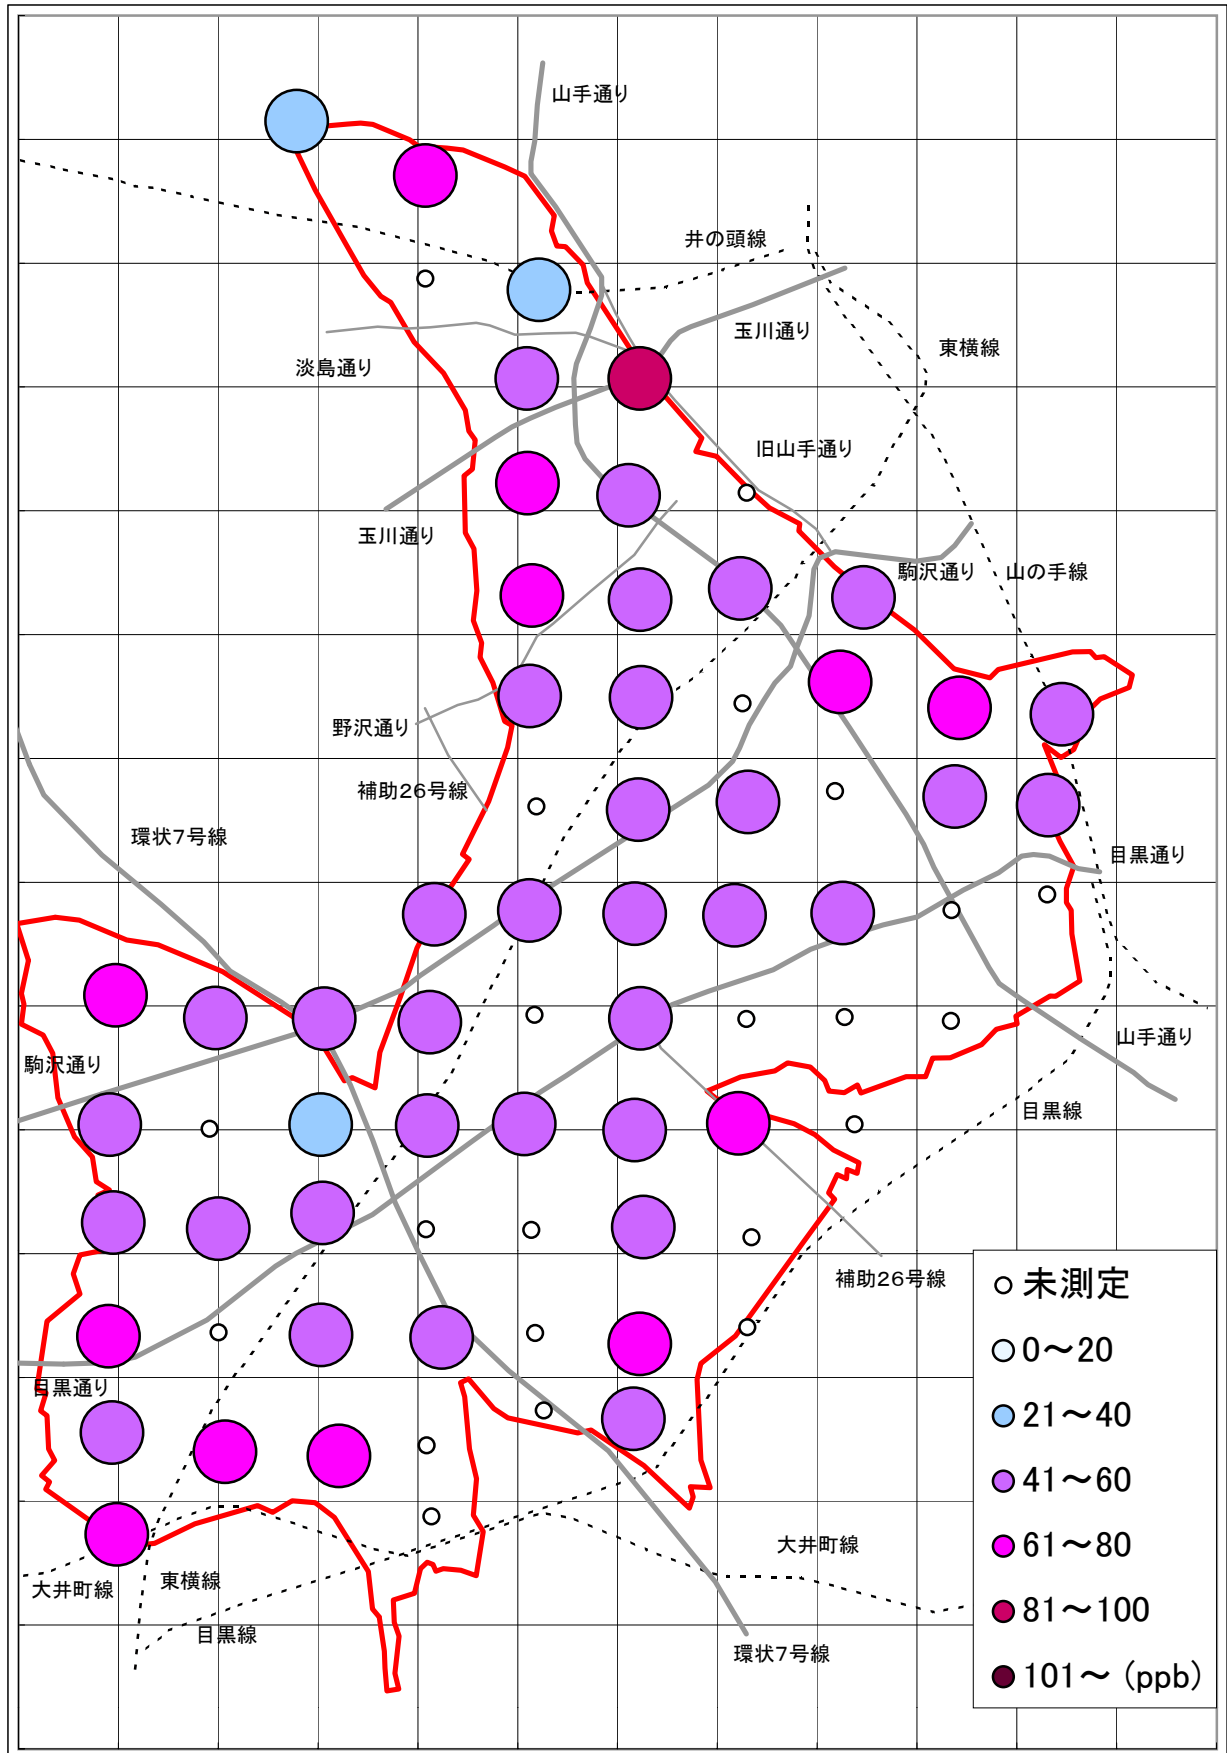 山手通り
井の頭線
玉川通り
東横線
淡島通り
旧山手通り
玉川通り
駒沢通り
山の手線
野沢通り
補助26号線
環状7号線
目黒通り
山手通り
駒沢通り
目黒線
補助26号線
目黒通り
大井町線
東横線
大井町線
目黒線
環状7号線
未測定
0～20
21～40
41～60
61～80
81～100
101～(ppb)